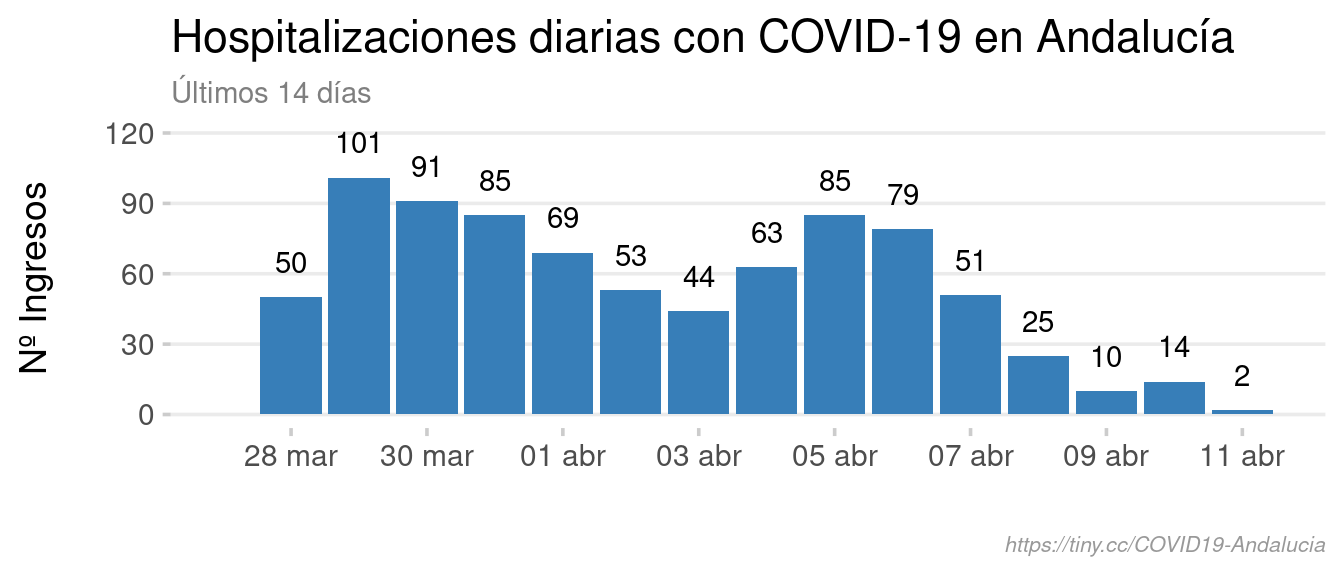 Hospitalizaciones diarias con COVID-19 en Andalucía
Últimos 14 días
Nº Ingresos
120
90
60
30
0
50
101
91
85
69
53
44
63
85
79
51
25
10
14
2
28 mar
30 mar
01 abr
03 abr
05 abr
07 abr
09 abr
11 abr
https://tiny.cc/COVID19-Andalucia